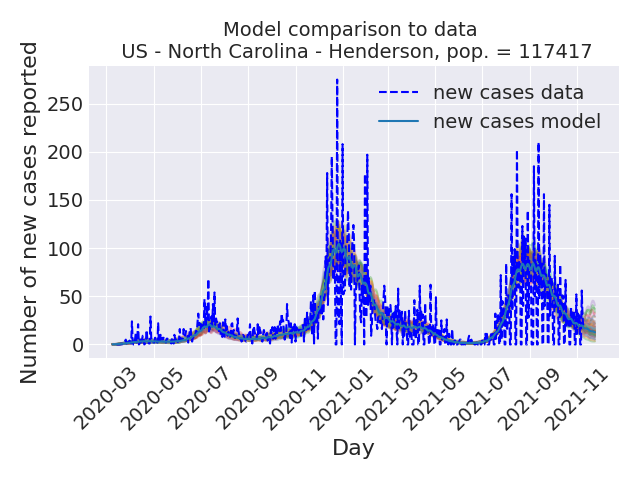 Model comparison to data
US - North Carolina - Henderson, pop. = 117417
Number of new cases reported
250
200
150
100
50
0
new cases data
new cases model
2020-03
2020-05
2020-07
2020-09
2020-11
2021-01
2021-03
2021-05
2021-07
2021-09
2021-11
Day